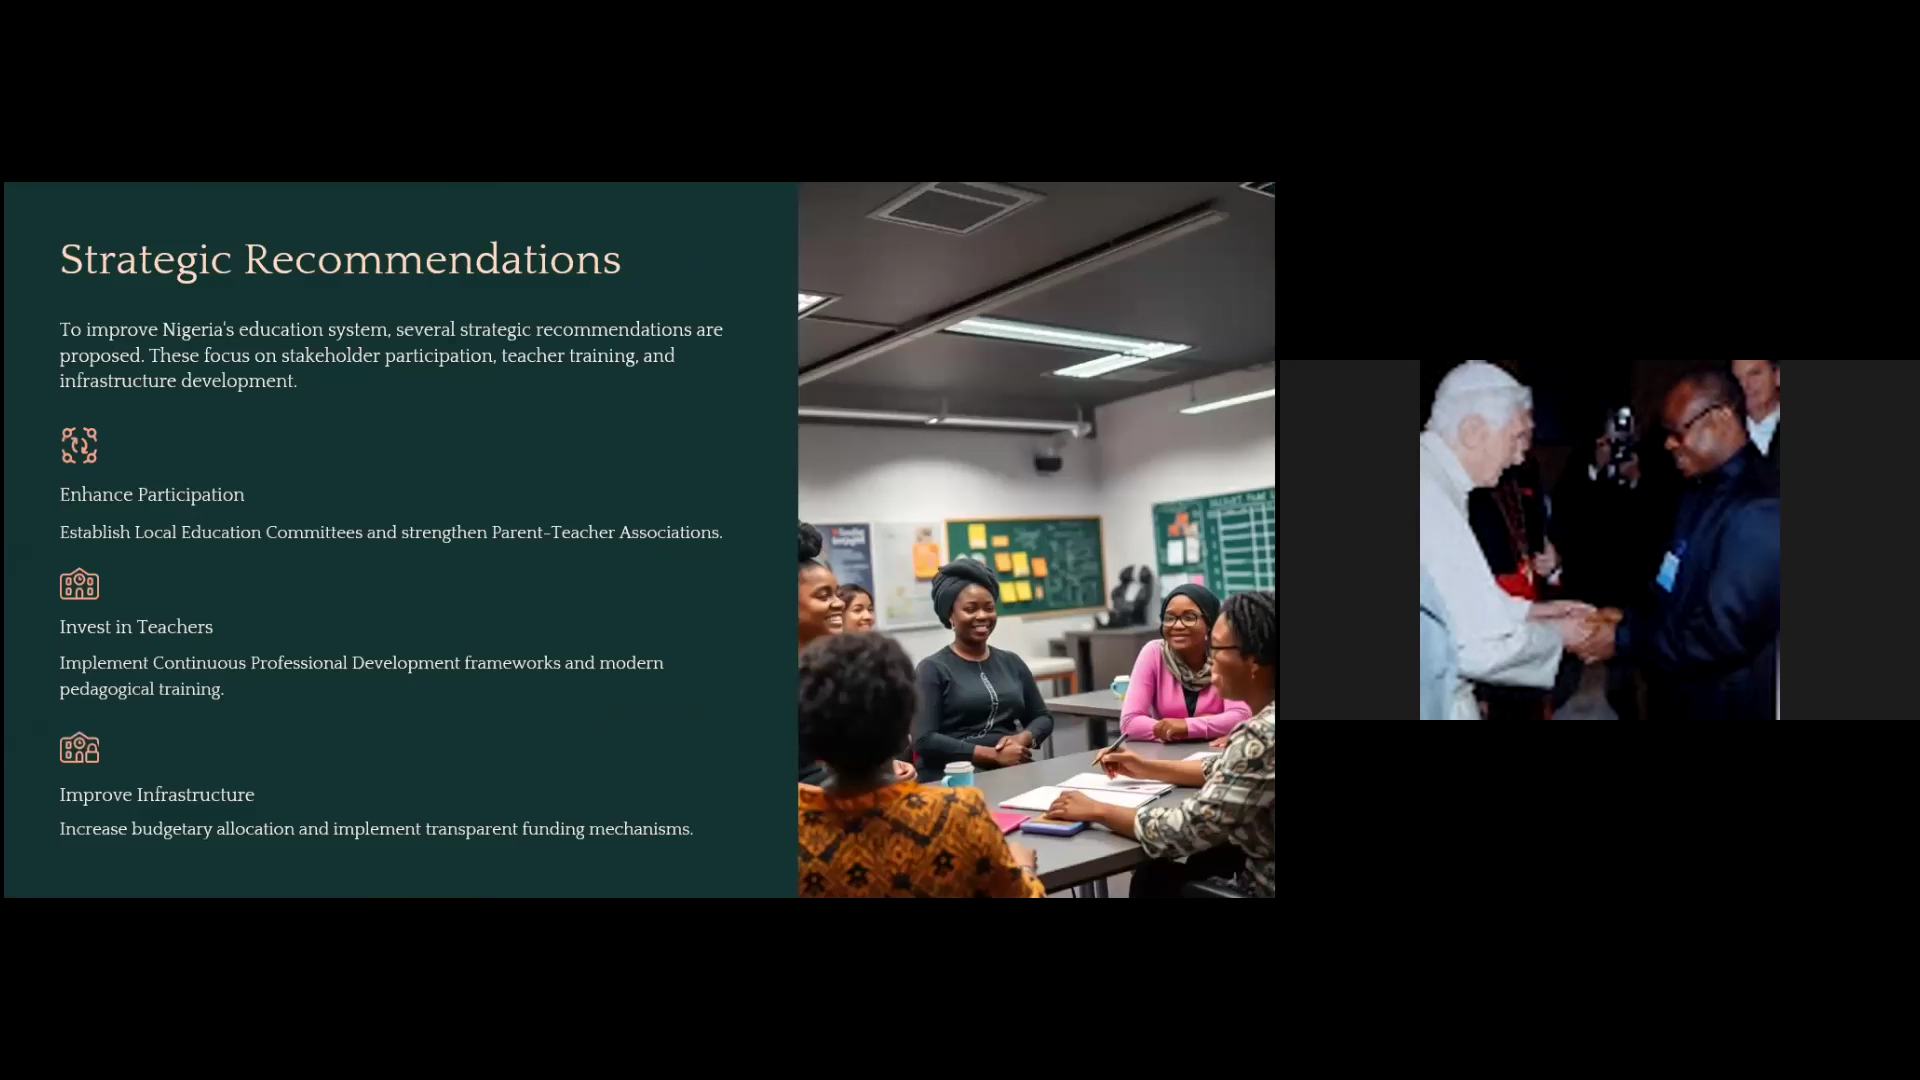 Strategic Recommendations
To improve Nigeria's education system, several strategic recommendations are
proposed. These focus on stakeholder participation, teacher training, and
infrastructure development.
Enhance Participation
Establish Local Education Committees and strengthen Parent-Teacher Associations.
Invest in Teachers
Implement Continuous Professional Development frameworks and modern
pedagogical training.
Improve Infrastructure
Increase budgetary allocation and implement transparent funding mechanisms.